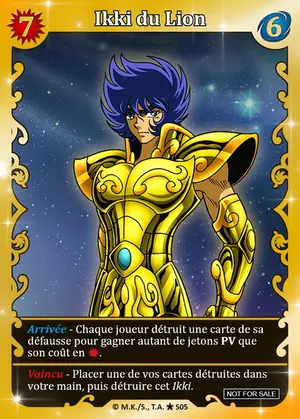 7
Ikki du Lion
6
Arrivée - Chaque joueur détruit une carte de sa
défausse pour gagner autant de jetons PV que
son coût en .
Vaincu - Placer une de vos cartes détruites dans
votre main, puis détruire cet Ikki.
NOT FOR SALE
© M.K./S., T.A. ★ S05